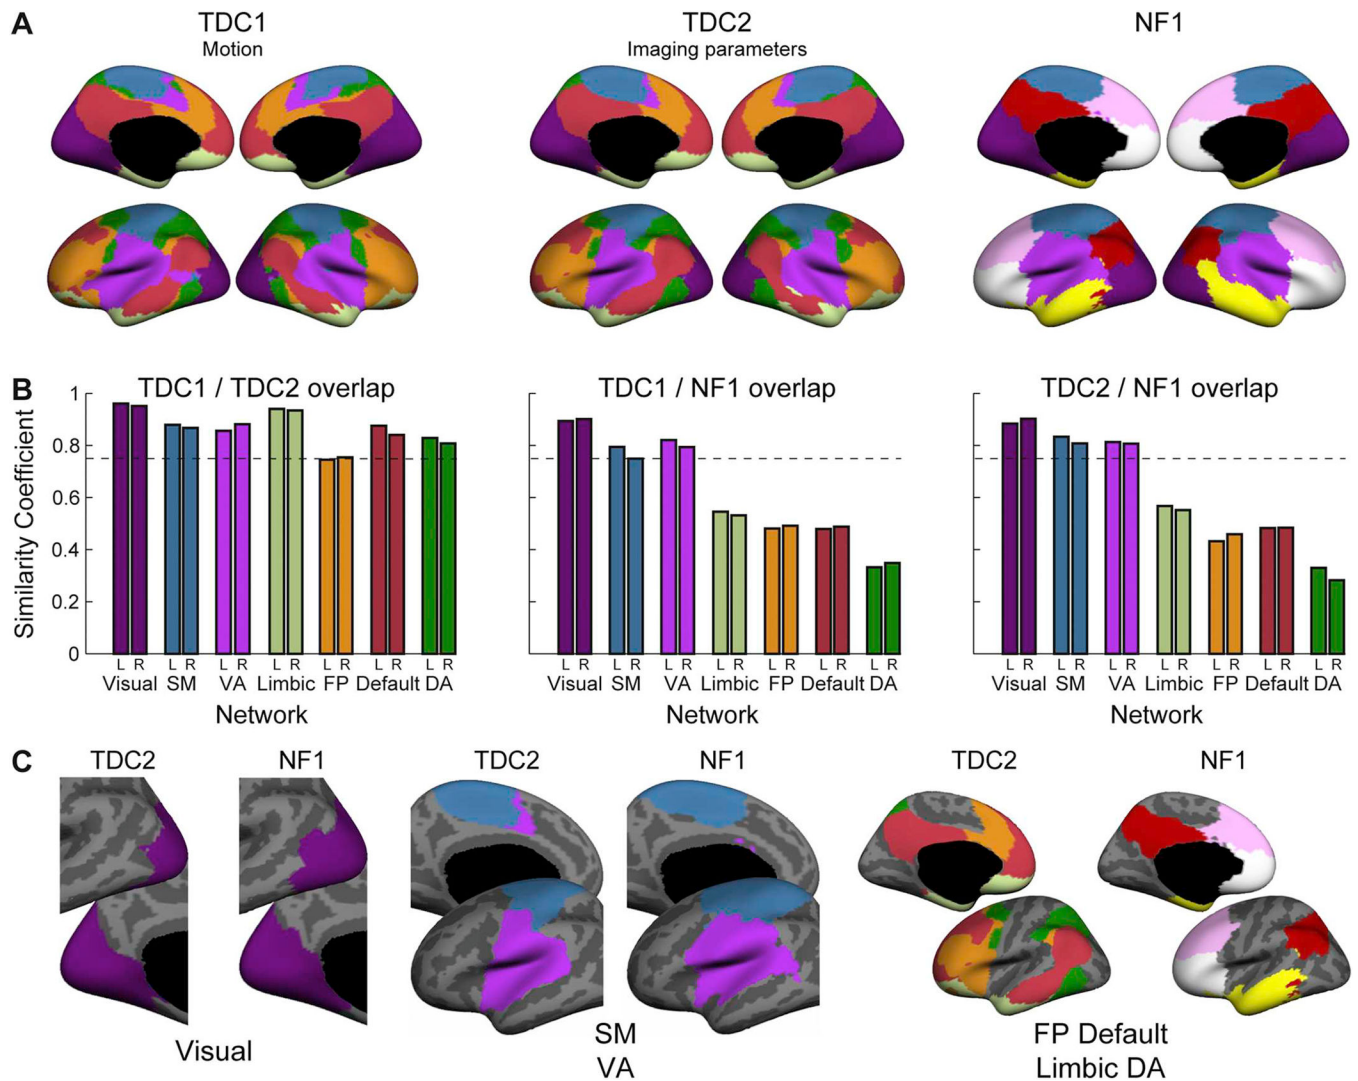 A
TDC1
Motion
TDC2
Imaging parameters
NF1
B
TDC1 / TDC2 overlap
TDC1 / NF1 overlap
TDC2 / NF1 overlap
Similarity Coefficient
1
0.8
0.6
0.4
0.2
0
L R L R L R L R L R L R L R
Visual SM VA Limbic FP Default DA
Network
L R L R L R L R L R L R L R
Visual SM VA Limbic FP Default DA
Network
L R L R L R L R L R L R L R
Visual SM VA Limbic FP Default DA
Network
C
TDC2 NF1
Visual
TDC2 NF1
SM
VA
TDC2 NF1
FP Default
Limbic DA